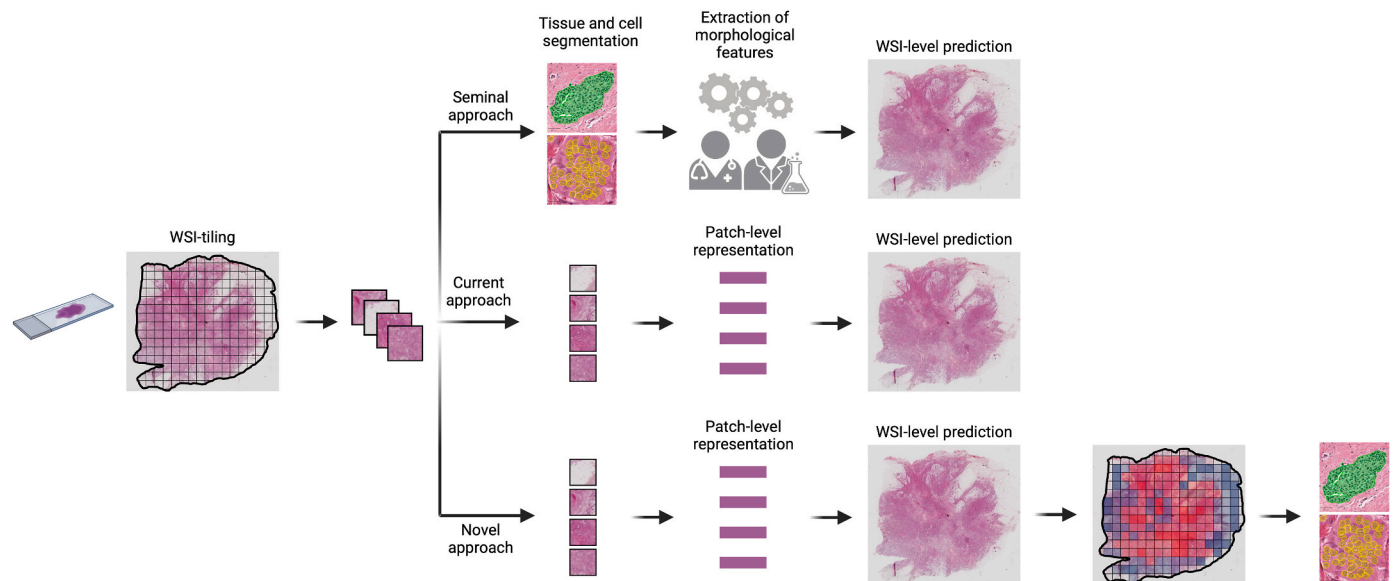 Tissue and cell
segmentation
Extraction of
morphological
features
WSI-level prediction
Seminal
approach
WSI-tiling
Current
approach
Patch-level
representation
WSI-level prediction
Novel
approach
Patch-level
representation
WSI-level prediction